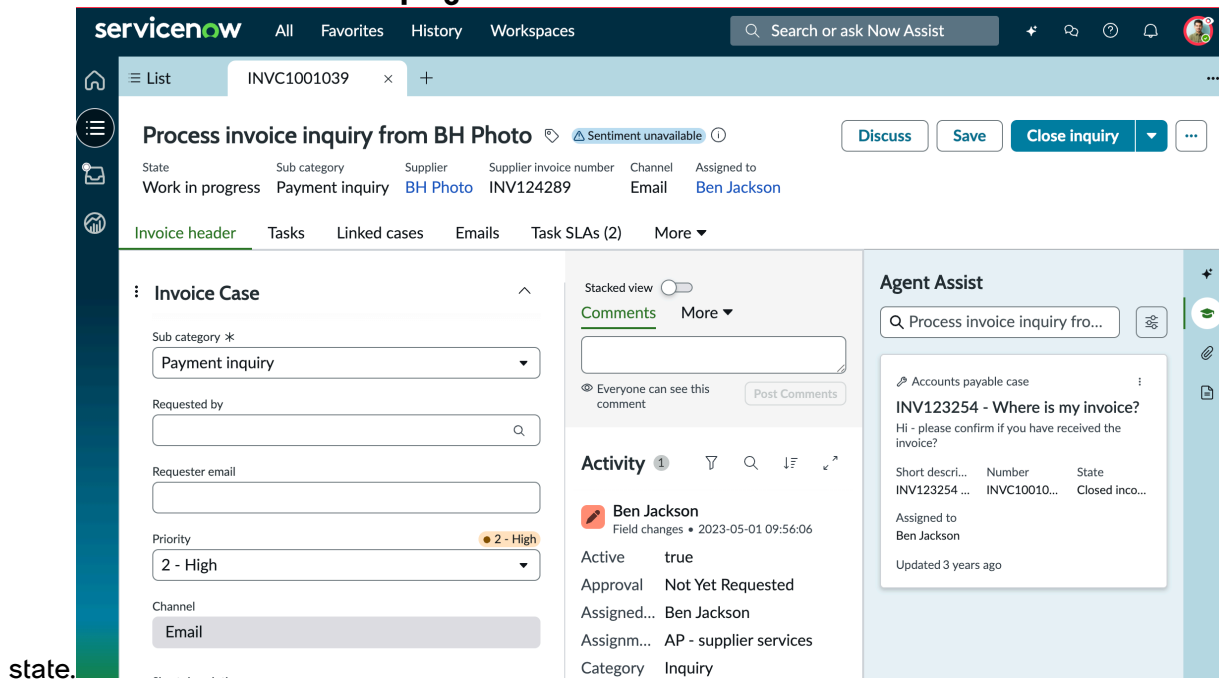 servicenow All Favorites History Workspaces Search or ask Now Assist
List INVC1001039
Process invoice inquiry from BH Photo Sentiment unavailable Discuss Save Close inquiry
State Sub category Supplier Supplier invoice number Channel Assigned to
Work in progress Payment inquiry BH Photo INV124289 Email Ben Jackson
Invoice header Tasks Linked cases Emails Task SLAs (2) More
Invoice Case
Sub category *
Payment inquiry
Requested by
Requester email
Priority 2 - High
2 - High
Channel
Email
Stacked view
Comments More
Everyone can see this
comment
Post Comments
Activity 1
Ben Jackson
Field changes • 2023-05-01 09:56:06
Active true
Approval Not Yet Requested
Assigned... Ben Jackson
Assignm... AP - supplier services
Category Inquiry
Agent Assist
Process invoice inquiry fro...
Accounts payable case
INV123254 - Where is my invoice?
Hi - please confirm if you have received the
invoice?
Short descri... Number State
INV123254 ... INVC10010... Closed inco...
Assigned to
Ben Jackson
Updated 3 years ago
state.